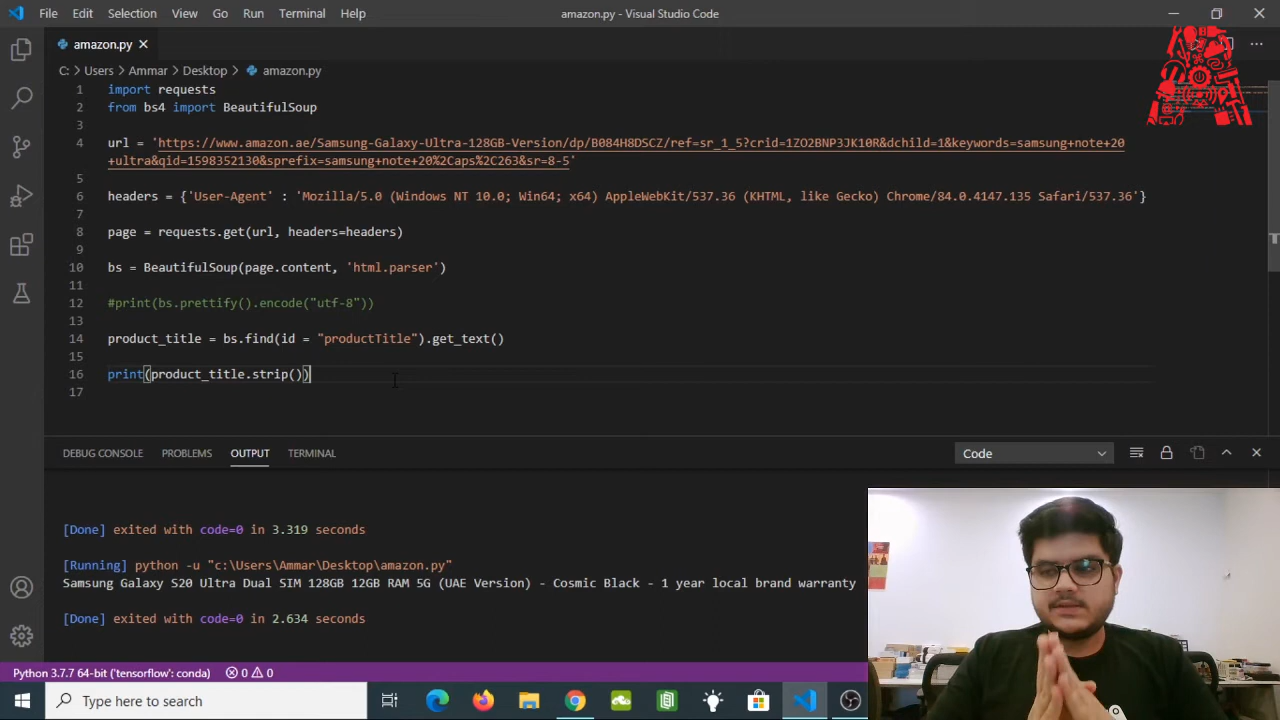 File Edit Selection View Go Run Terminal Help
amazon.py - Visual Studio Code
amazon.py
C: > Users > Ammar > Desktop > amazon.py
1 import requests
2 from bs4 import BeautifulSoup
3
4 url = 'https://www.amazon.ae/Samsung-Galaxy-Ultra-128GB-Version/dp/B084H8DSCZ/ref=sr_1_5?crid=1ZO2BNP3JK10R&dchild=1&keywords=samsung+note+20
+ultra&qid=1598352130&sprefix=samsung+note+20%2Caps%2C263&sr=8-5'
5
6 headers = {'User-Agent' : 'Mozilla/5.0 (Windows NT 10.0; Win64; x64) AppleWebKit/537.36 (KHTML, like Gecko) Chrome/84.0.4147.135 Safari/537.36'}
7
8 page = requests.get(url, headers=headers)
9
10 bs = BeautifulSoup(page.content, 'html.parser')
11
12 #print(bs.prettify().encode("utf-8"))
13
14 product_title = bs.find(id = "productTitle").get_text()
15
16 print(product_title.strip())
17
DEBUG CONSOLE PROBLEMS OUTPUT TERMINAL
Code
[Done] exited with code=0 in 3.319 seconds
[Running] python -u "c:\Users\Ammar\Desktop\amazon.py"
Samsung Galaxy S20 Ultra Dual SIM 128GB 12GB RAM 5G (UAE Version) - Cosmic Black - 1 year local brand warranty
[Done] exited with code=0 in 2.634 seconds
Python 3.7.7 64-bit ('tensorflow': conda) 0 0
Type here to search